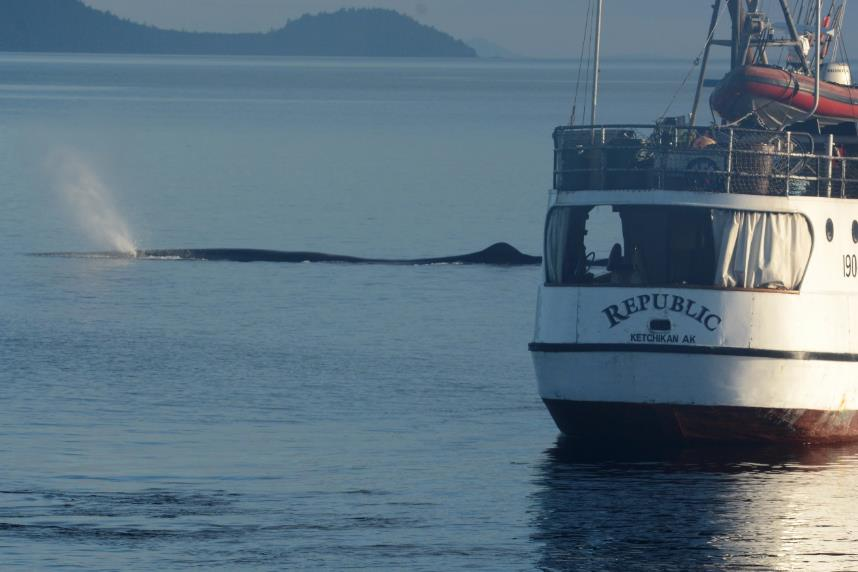 REPUBLIC
KETCHIKAN AK
190